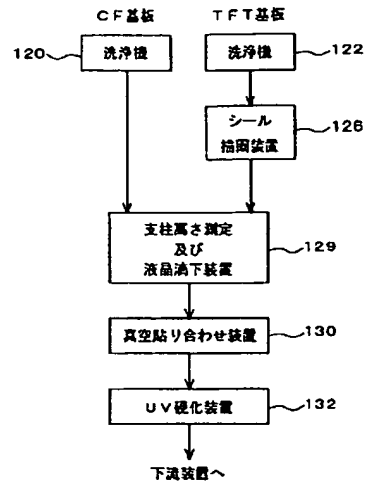 CF基板 TFT基板
120 洗浄機 洗浄機 122
シール
描画装置 126
支柱高さ測定
及び
液晶滴下装置 129
真空貼り合わせ装置 130
UV硬化装置 132
下流装置へ